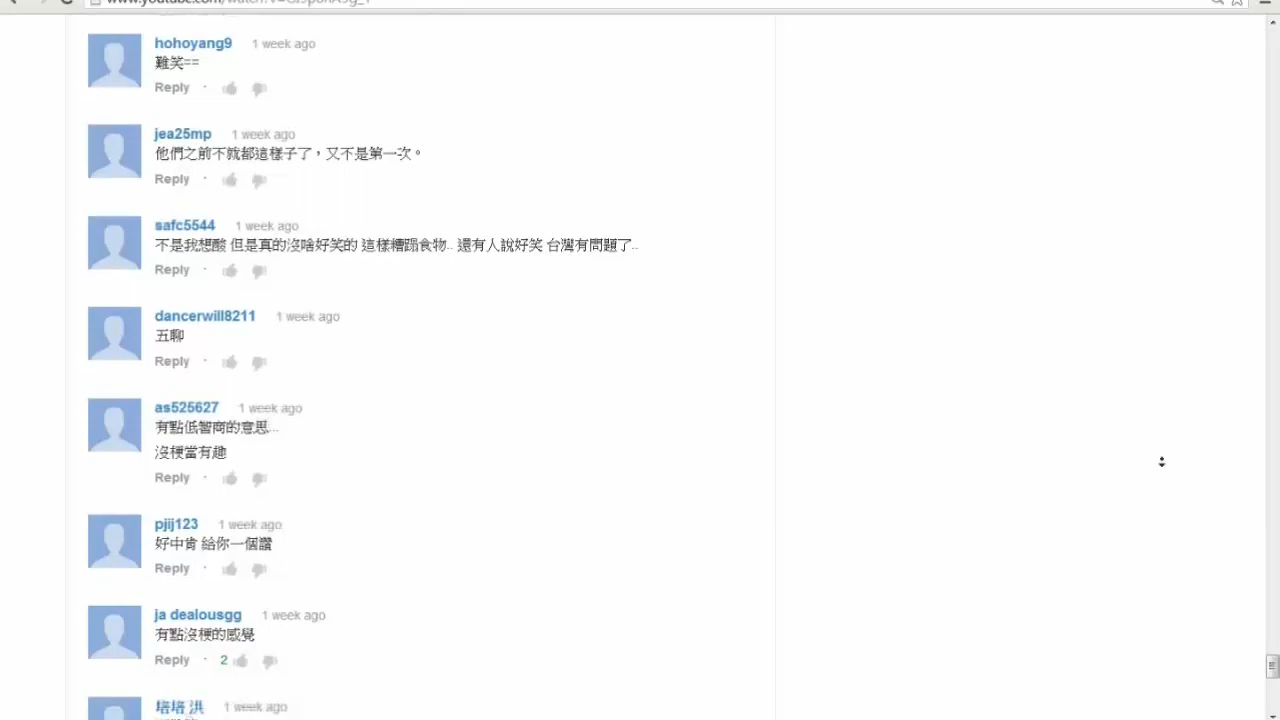 hohoyang9 1 week ago
難笑==
Reply ·
jea25mp 1 week ago
他們之前不就都這樣子了，又不是第一次。
Reply ·
safc5544 1 week ago
不是我想酸 但是真的沒啥好笑的 這樣糟蹋食物.. 還有人說好笑 台灣有問題了..
Reply ·
dancerwill8211 1 week ago
五聊
Reply ·
as525627 1 week ago
有點低智商的意思...
沒梗當有趣
Reply ·
pjij123 1 week ago
好中肯 給你一個讚
Reply ·
ja dealousgg 1 week ago
有點沒梗的感覺
Reply · 2
培培 洪 1 week ago